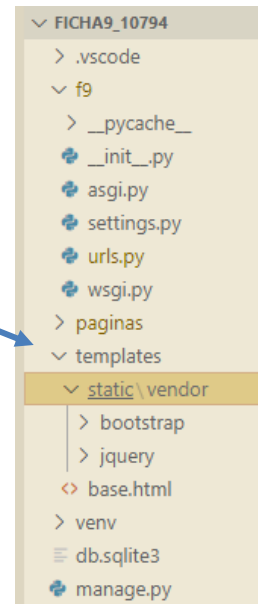 FICHA9_10794
.vscode
f9
__pycache__
__init__.py
asgi.py
settings.py
urls.py
wsgi.py
paginas
templates
static\vendor
bootstrap
jquery
base.html
venv
db.sqlite3
manage.py